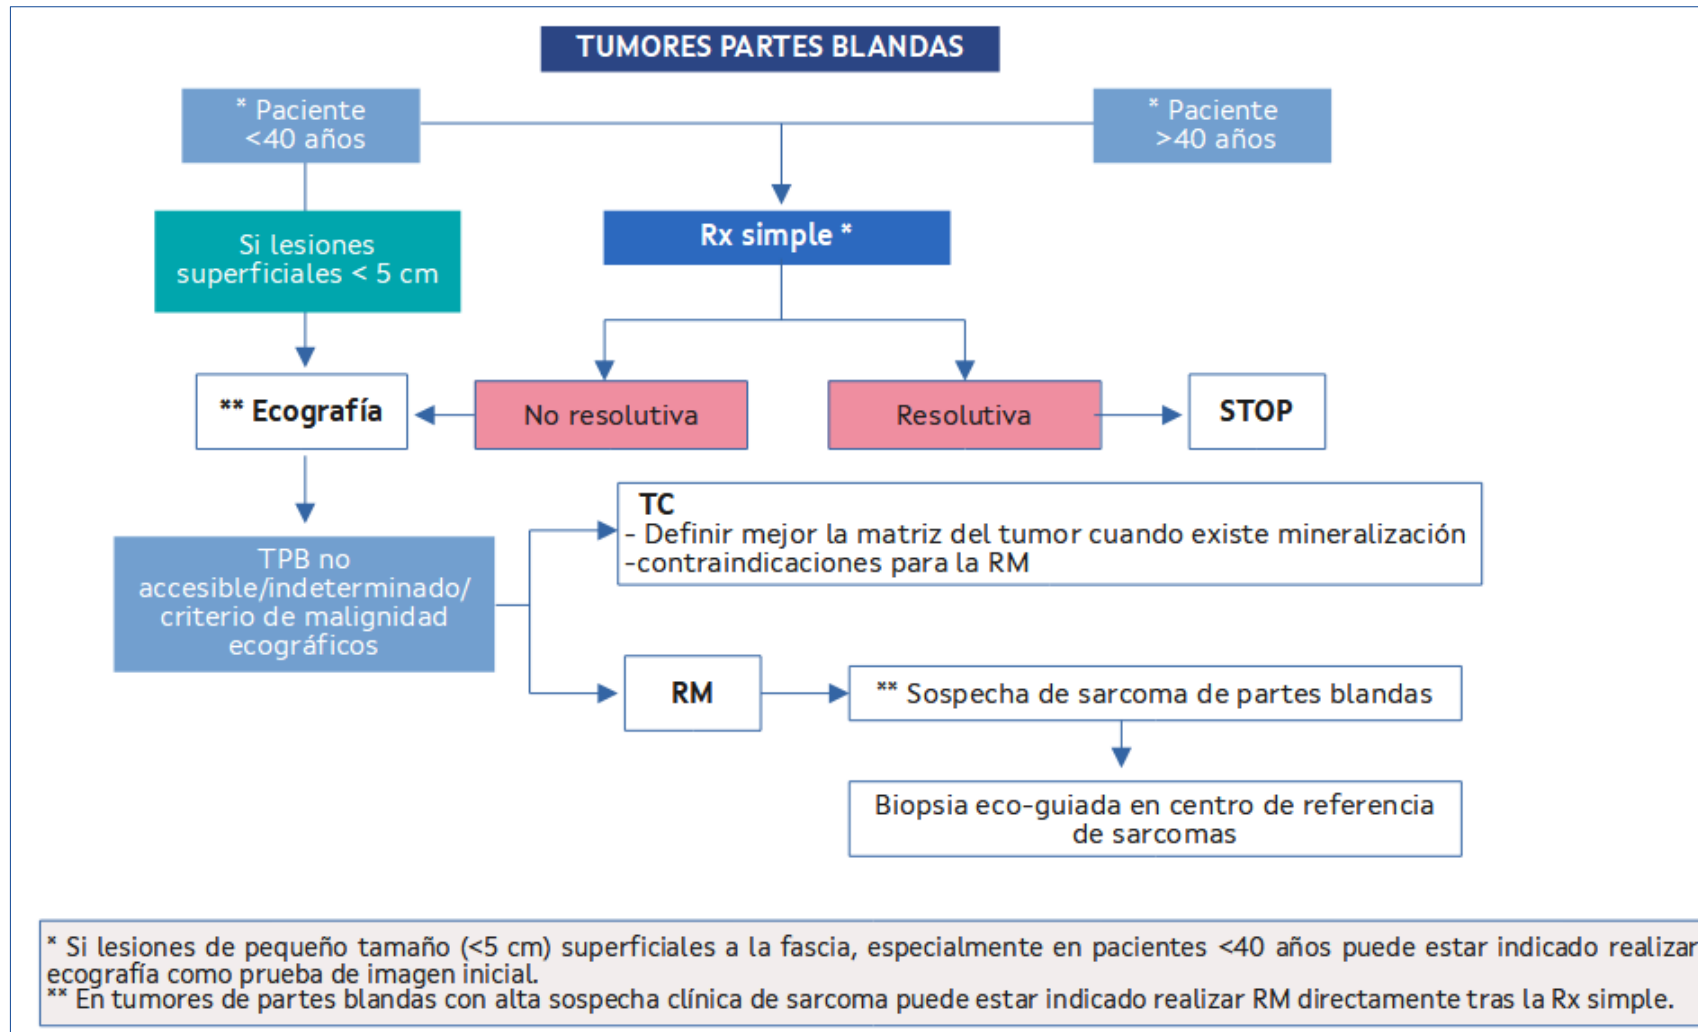 TUMORES PARTES BLANDAS
* Paciente
<40 años
* Paciente
>40 años
Si lesiones
superficiales < 5 cm
Rx simple *
** Ecografía
No resolutiva
Resolutiva
STOP
TPB no
accesible/indeterminado/
criterio de malignidad
ecográficos
TC
- Definir mejor la matriz del tumor cuando existe mineralización
-contraindicaciones para la RM
RM
** Sospecha de sarcoma de partes blandas
Biopsia eco-guiada en centro de referencia
de sarcomas
* Si lesiones de pequeño tamaño (<5 cm) superficiales a la fascia, especialmente en pacientes <40 años puede estar indicado realizar
ecografía como prueba de imagen inicial.
** En tumores de partes blandas con alta sospecha clínica de sarcoma puede estar indicado realizar RM directamente tras la Rx simple.